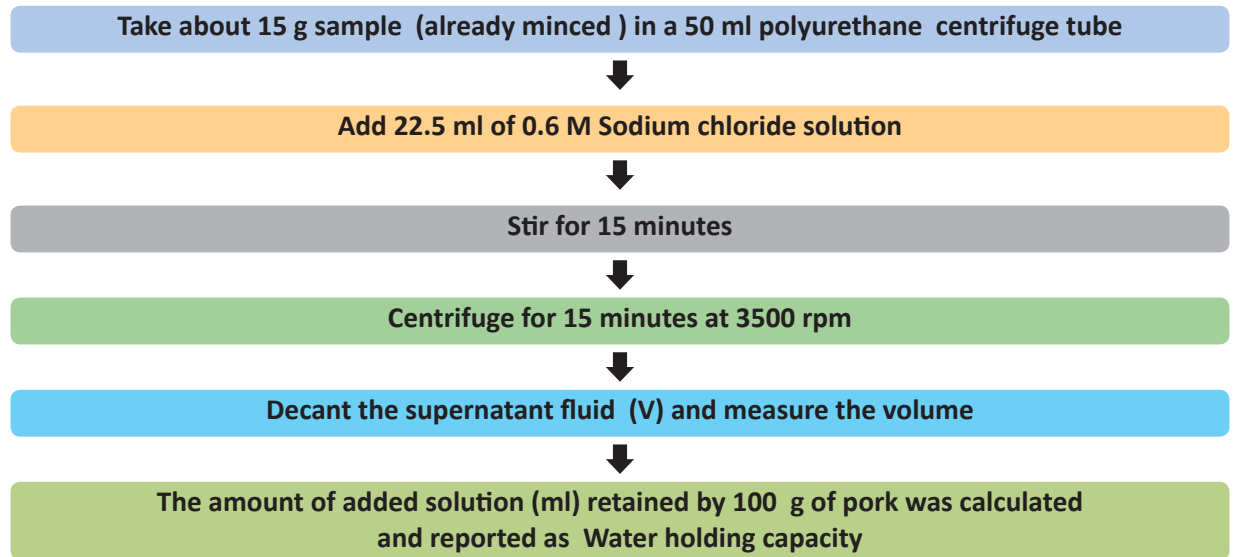 Take about 15 g sample (already minced ) in a 50 ml polyurethane centrifuge tube
Add 22.5 ml of 0.6 M Sodium chloride solution
Stir for 15 minutes
Centrifuge for 15 minutes at 3500 rpm
Decant the supernatant fluid (V) and measure the volume
The amount of added solution (ml) retained by 100 g of pork was calculated
and reported as Water holding capacity